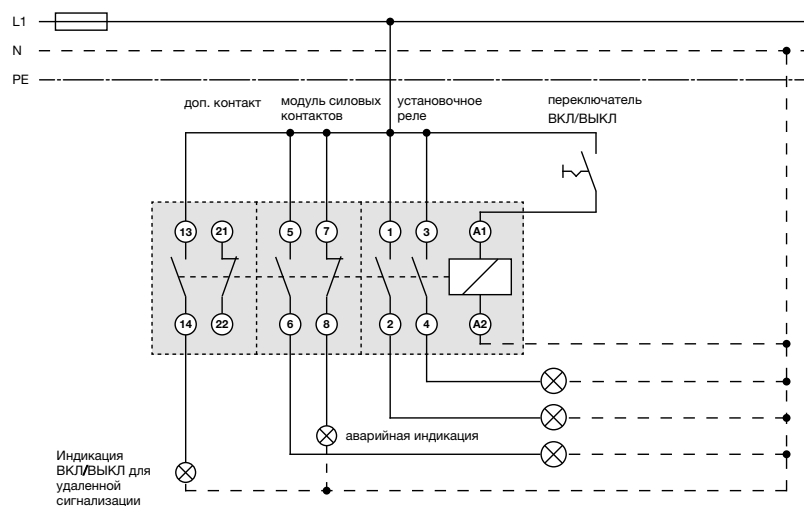 L1
N
PE
доп. контакт
модуль силовых
контактов
установочное
реле
переключатель
ВКЛ/ВЫКЛ
13
21
5
7
1
3
A1
14
22
6
8
2
4
A2
аварийная индикация
Индикация
ВКЛ/ВЫКЛ для
удаленной
сигнализации